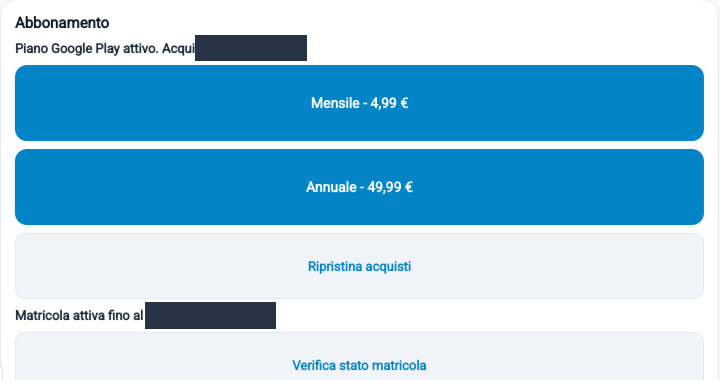 Abbonamento
Piano Google Play attivo. Acqui
Mensile - 4,99 €
Annuale - 49,99 €
Ripristina acquisti
Matricola attiva fino al
Verifica stato matricola